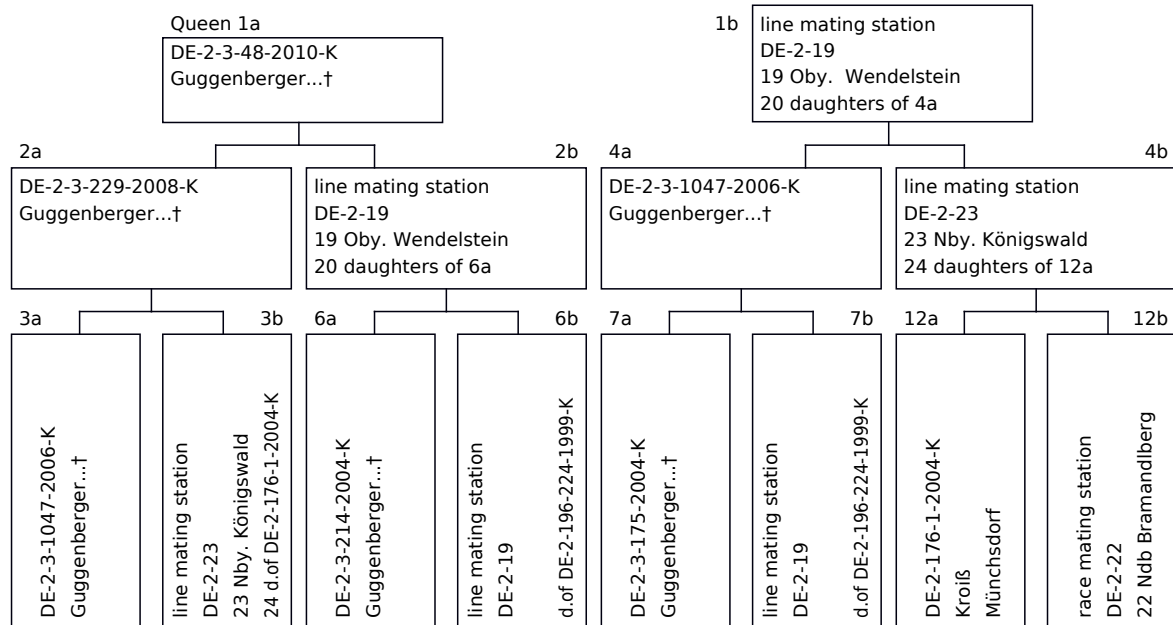 Queen 1a
DE-2-3-48-2010-K
Guggenberger...†
1b
line mating station
DE-2-19
19 Oby. Wendelstein
20 daughters of 4a
2a
DE-2-3-229-2008-K
Guggenberger...†
2b
line mating station
DE-2-19
19 Oby. Wendelstein
20 daughters of 6a
4a
DE-2-3-1047-2006-K
Guggenberger...†
4b
line mating station
DE-2-23
23 Nby. Königswald
24 daughters of 12a
3a
DE-2-3-1047-2006-K
Guggenberger...†
3b
line mating station
DE-2-23
23 Nby. Königswald
24 d.of DE-2-176-1-2004-K
6a
DE-2-3-214-2004-K
Guggenberger...†
6b
line mating station
DE-2-19
d.of DE-2-196-224-1999-K
7a
DE-2-3-175-2004-K
Guggenberger...†
7b
line mating station
DE-2-19
d.of DE-2-196-224-1999-K
12a
DE-2-176-1-2004-K
Kroiß
Münchsdorf
12b
race mating station
DE-2-22
22 Ndb Bramandlberg